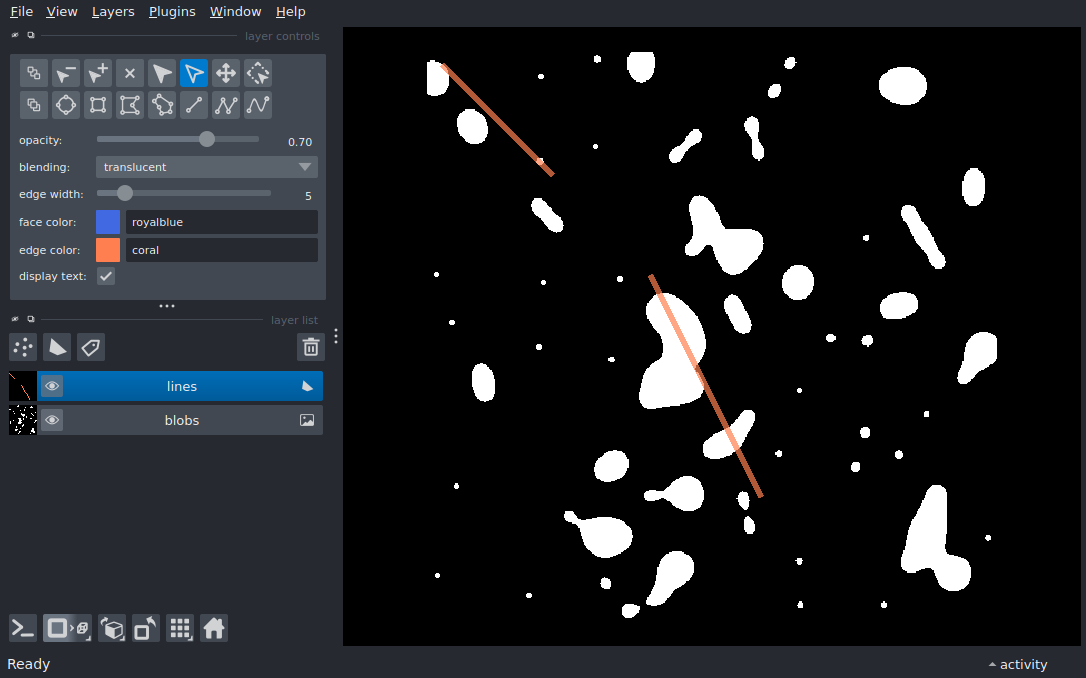 File View Layers Plugins Window Help
layer controls
opacity: 0.70
blending: translucent
edge width: 5
face color: royalblue
edge color: coral
display text:
layer list
lines
blobs
Ready
activity